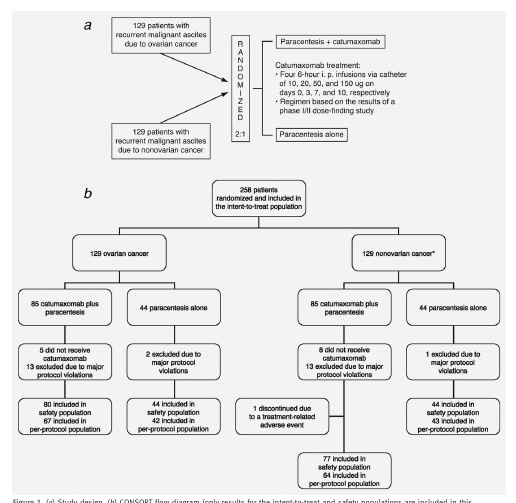 a
129 patients with
recurrent malignant ascites
due to ovarian cancer
129 patients with
recurrent malignant ascites
due to nonovarian cancer
R
A
N
D
O
M
I
Z
E
D
2:1
Paracentesis + catumaxomab
Catumaxomab treatment:
• Four 6-hour i. p. infusions via catheter
of 10, 20, 50, and 150 ug on
days 0, 3, 7, and 10, respectively
• Regimen based on the results of a
phase I/II dose-finding study
Paracentesis alone
b
258 patients
randomized and included in
the intent-to-treat population
129 ovarian cancer
129 nonovarian cancer*
85 catumaxomab plus
paracentesis
44 paracentesis alone
85 catumaxomab plus
paracentesis
44 paracentesis alone
5 did not receive
catumaxomab
13 excluded due to major
protocol violations
2 excluded due to
major protocol
violations
8 did not receive
catumaxomab
13 excluded due to major
protocol violations
1 excluded due to
major protocol
violations
80 included in
safety population
67 included in
per-protocol population
44 included in
safety population
42 included in
per-protocol population
1 discontinued due
to a treatment-related
adverse event
44 included in
safety population
43 included in
per-protocol population
77 included in
safety population
64 included in
per-protocol population
Figure 1. (a) Study design. (b) CONSORT flow diagram (only results for the intent-to-treat and safety populations are included in this